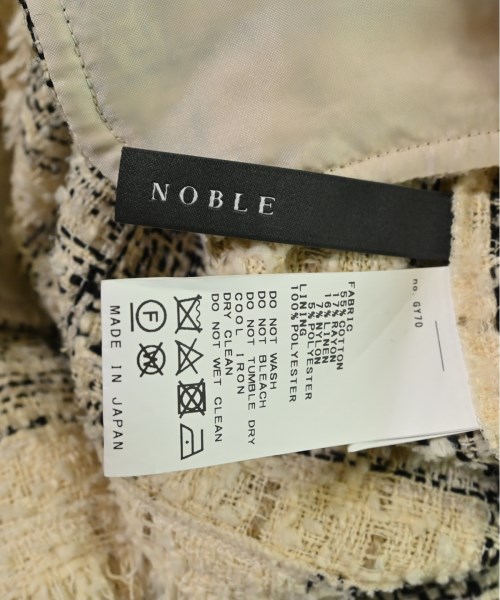 NOBLE
no. GY70
FABRIC
55% COTTON
17% RAYON
16% LINEN
7% NYLON
5% POLYESTER
LINING
100% POLYESTER
DO NOT WASH
DO NOT BLEACH
DO NOT TUMBLE DRY
COOL IRON
DRY CLEAN
DO NOT WET CLEAN
F
W
MADE IN JAPAN